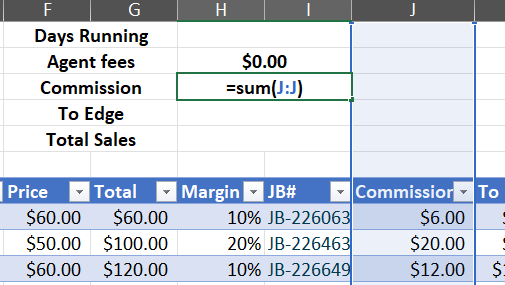 F G H I J
Days Running
Agent fees $0.00
Commission =sum(J:J)
To Edge
Total Sales
Price Total Margin JB# Commission To
$60.00 $60.00 10% JB-226063 $6.00
$50.00 $100.00 20% JB-226463 $20.00
$60.00 $120.00 10% JB-226649 $12.00